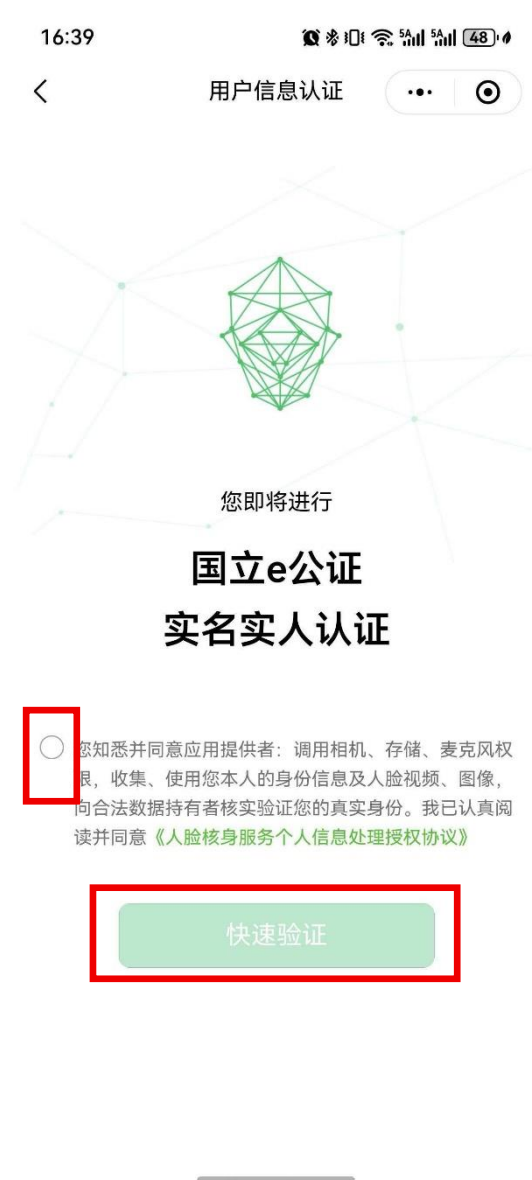 16:39
5A 5A 48
用户信息认证
您即将进行
国立e公证
实名实人认证
您知悉并同意应用提供者：调用相机、存储、麦克风权
限，收集、使用您本人的身份信息及人脸视频、图像，
向合法数据持有者核实验证您的真实身份。我已认真阅
读并同意《人脸核身服务个人信息处理授权协议》
快速验证